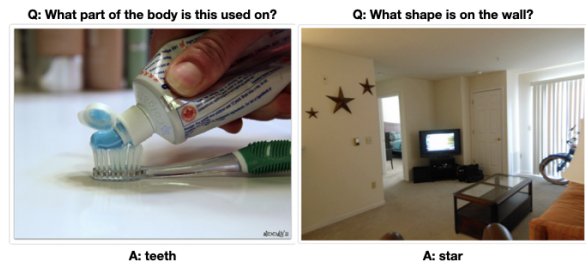 Q: What part of the body is this used on?
Q: What shape is on the wall?
A: teeth
A: star